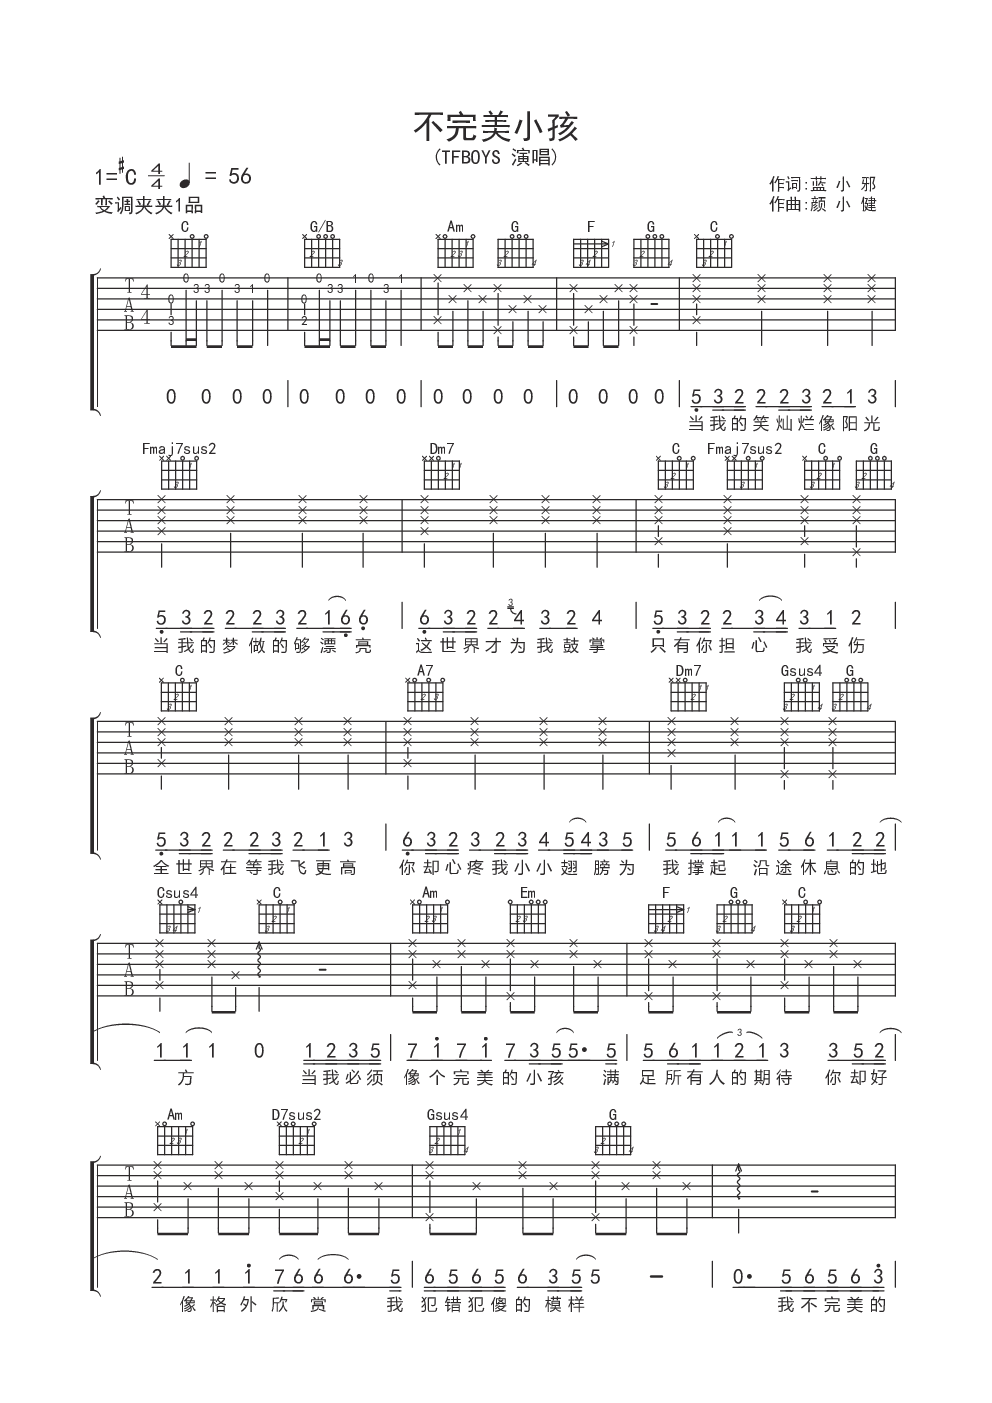 不完美小孩
(TFBOYS 演唱)
1=#C 4/4 ♩ = 56
作词:蓝 小 邪
变调夹夹1品
作曲:颜 小 健
C G/B Am G F G C
T 4
A
B 4
0 0 0 0 0 0 0 0 0 0 0 0 0 0 0 0 5 3 2 2 2 3 2 1 3
当我的笑灿烂像阳光
Fmaj7sus2 Dm7 C Fmaj7sus2 C G
T
A
B
5 3 2 2 2 3 2 1 6 6 6 3 2 2 3 4 3 2 4 5 3 2 2 3 4 3 1 2
当我的梦做的够漂亮 这世界才为我鼓掌 只有你担心 我受伤
C A7 Dm7 Gsus4 G
T
A
B
5 3 2 2 2 3 2 1 3 6 3 2 3 2 3 4 5 4 3 5 5 6 1 1 1 5 6 1 2 2
全世界在等我飞更高 你却心疼我小小翅膀为 我撑起 沿途休息的地
Csus4 C Am Em F G C
T
A
B
1 1 1 0 1 2 3 5 7 1 7 1 7 3 5 5· 5 5 6 1 1 2 1 3 3 5 2
方 当我必须 像个完美的小孩 满 足所有人的期待 你却好
Am D7sus2 Gsus4 G
T
A
B
2 1 1 1 7 6 6 6· 5 6 5 6 5 6 3 5 5 – 0· 5 6 5 6 3
像格外欣赏 我 犯错犯傻的模样 我不完美的